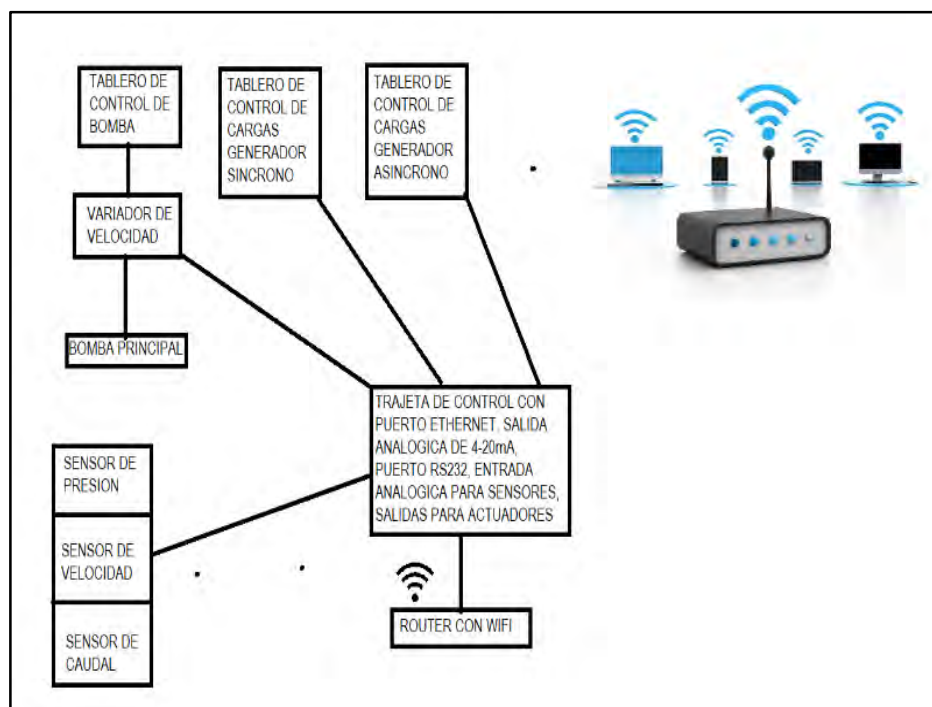 TABLERO DE
CONTROL DE
BOMBA
TABLERO DE
CONTROL DE
CARGAS
GENERADOR
SINCRONO
TABLERO DE
CONTROL DE
CARGAS
GENERADOR
ASINCRONO
VARIADOR DE
VELOCIDAD
BOMBA PRINCIPAL
TRAJETA DE CONTROL CON
PUERTO ETHERNET, SALIDA
ANALOGICA DE 4-20mA,
PUERTO RS232, ENTRADA
ANALOGICA PARA SENSORES,
SALIDAS PARA ACTUADORES
SENSOR DE
PRESION
SENSOR DE
VELOCIDAD
SENSOR DE
CAUDAL
ROUTER CON WIFI